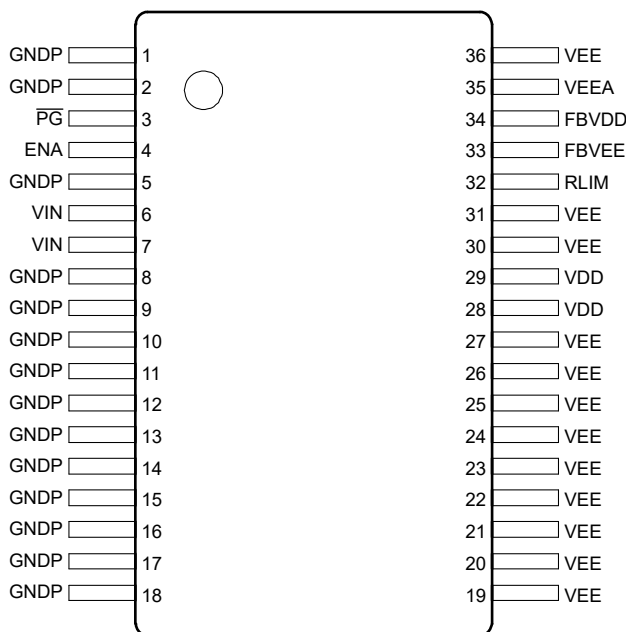 GNDP 1 36 VEE
GNDP 2 35 VEEA
PG 3 34 FBVDD
ENA 4 33 FBVEE
GNDP 5 32 RLIM
VIN 6 31 VEE
VIN 7 30 VEE
GNDP 8 29 VDD
GNDP 9 28 VDD
GNDP 10 27 VEE
GNDP 11 26 VEE
GNDP 12 25 VEE
GNDP 13 24 VEE
GNDP 14 23 VEE
GNDP 15 22 VEE
GNDP 16 21 VEE
GNDP 17 20 VEE
GNDP 18 19 VEE